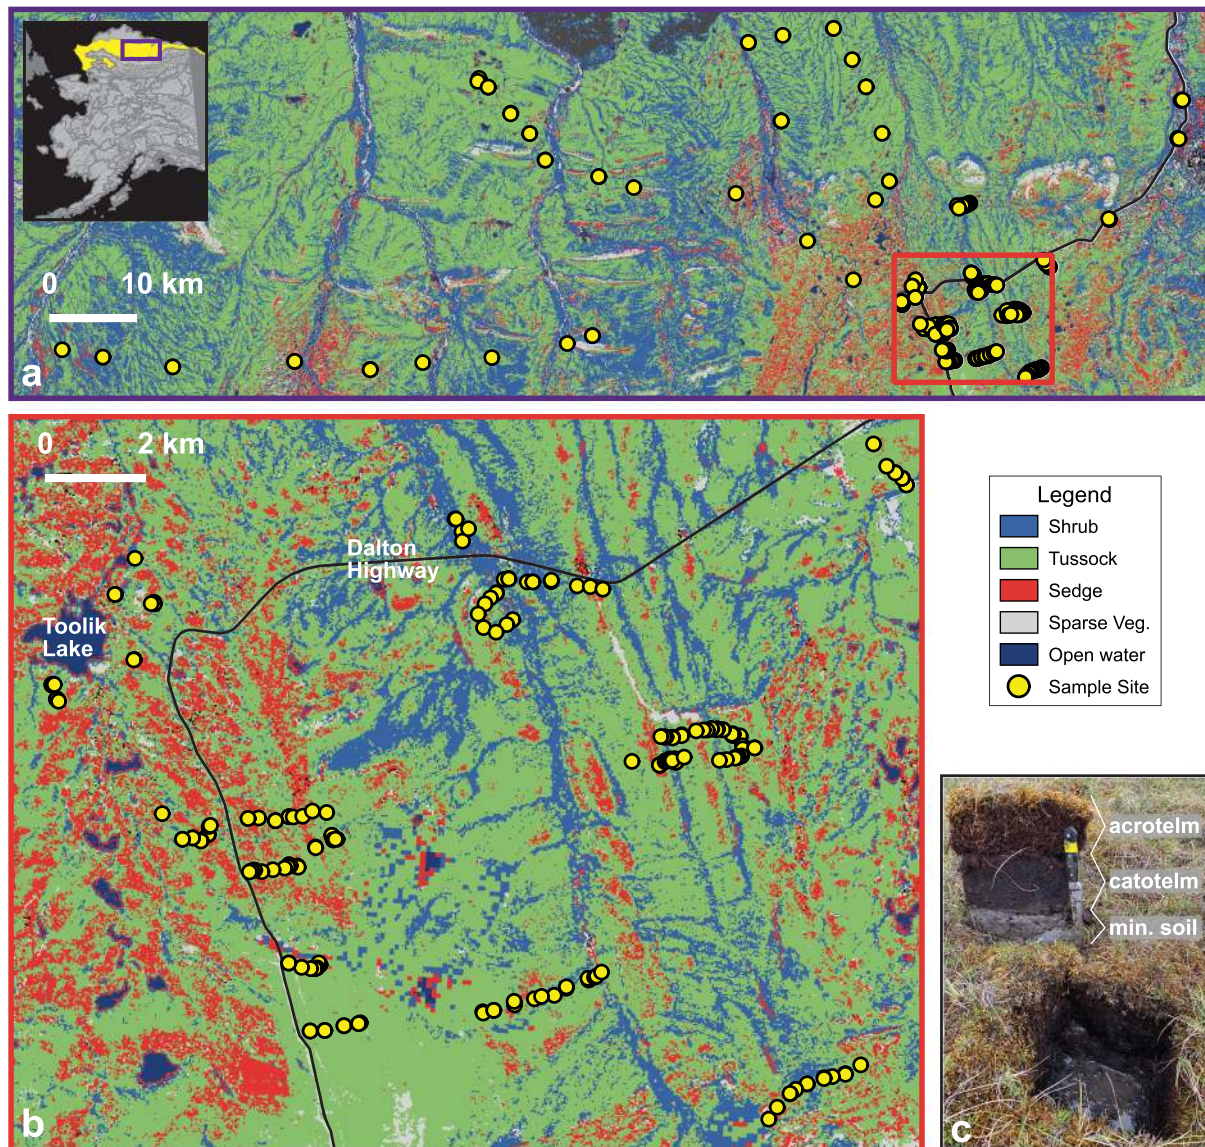 0 10 km
a
0 2 km
Dalton
Highway
Toolik
Lake
b
Legend
Shrub
Tussock
Sedge
Sparse Veg.
Open water
Sample Site
acrotelm
catotelm
min. soil
c